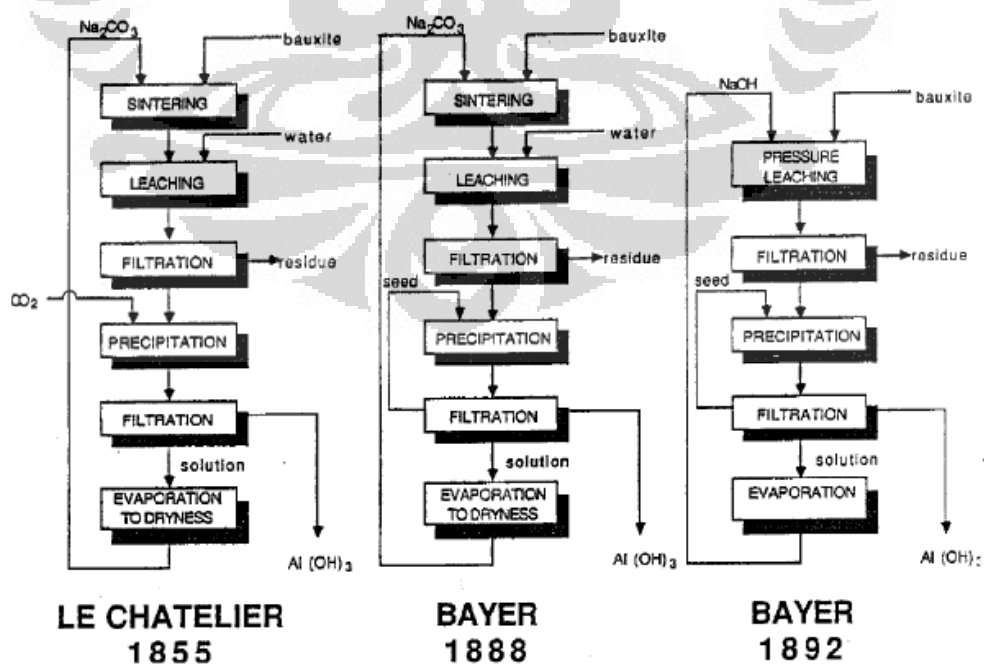 Na₂CO₃
bauxite
SINTERING
water
LEACHING
FILTRATION
residue
CO₂
PRECIPITATION
FILTRATION
solution
EVAPORATION
TO DRYNESS
Al (OH)₃
LE CHATELIER
1855
Na₂CO₃
bauxite
SINTERING
water
LEACHING
FILTRATION
residue
seed
PRECIPITATION
FILTRATION
solution
EVAPORATION
TO DRYNESS
Al (OH)₃
BAYER
1888
NaOH
bauxite
PRESSURE
LEACHING
FILTRATION
residue
seed
PRECIPITATION
FILTRATION
solution
EVAPORATION
Al (OH)₃
BAYER
1892